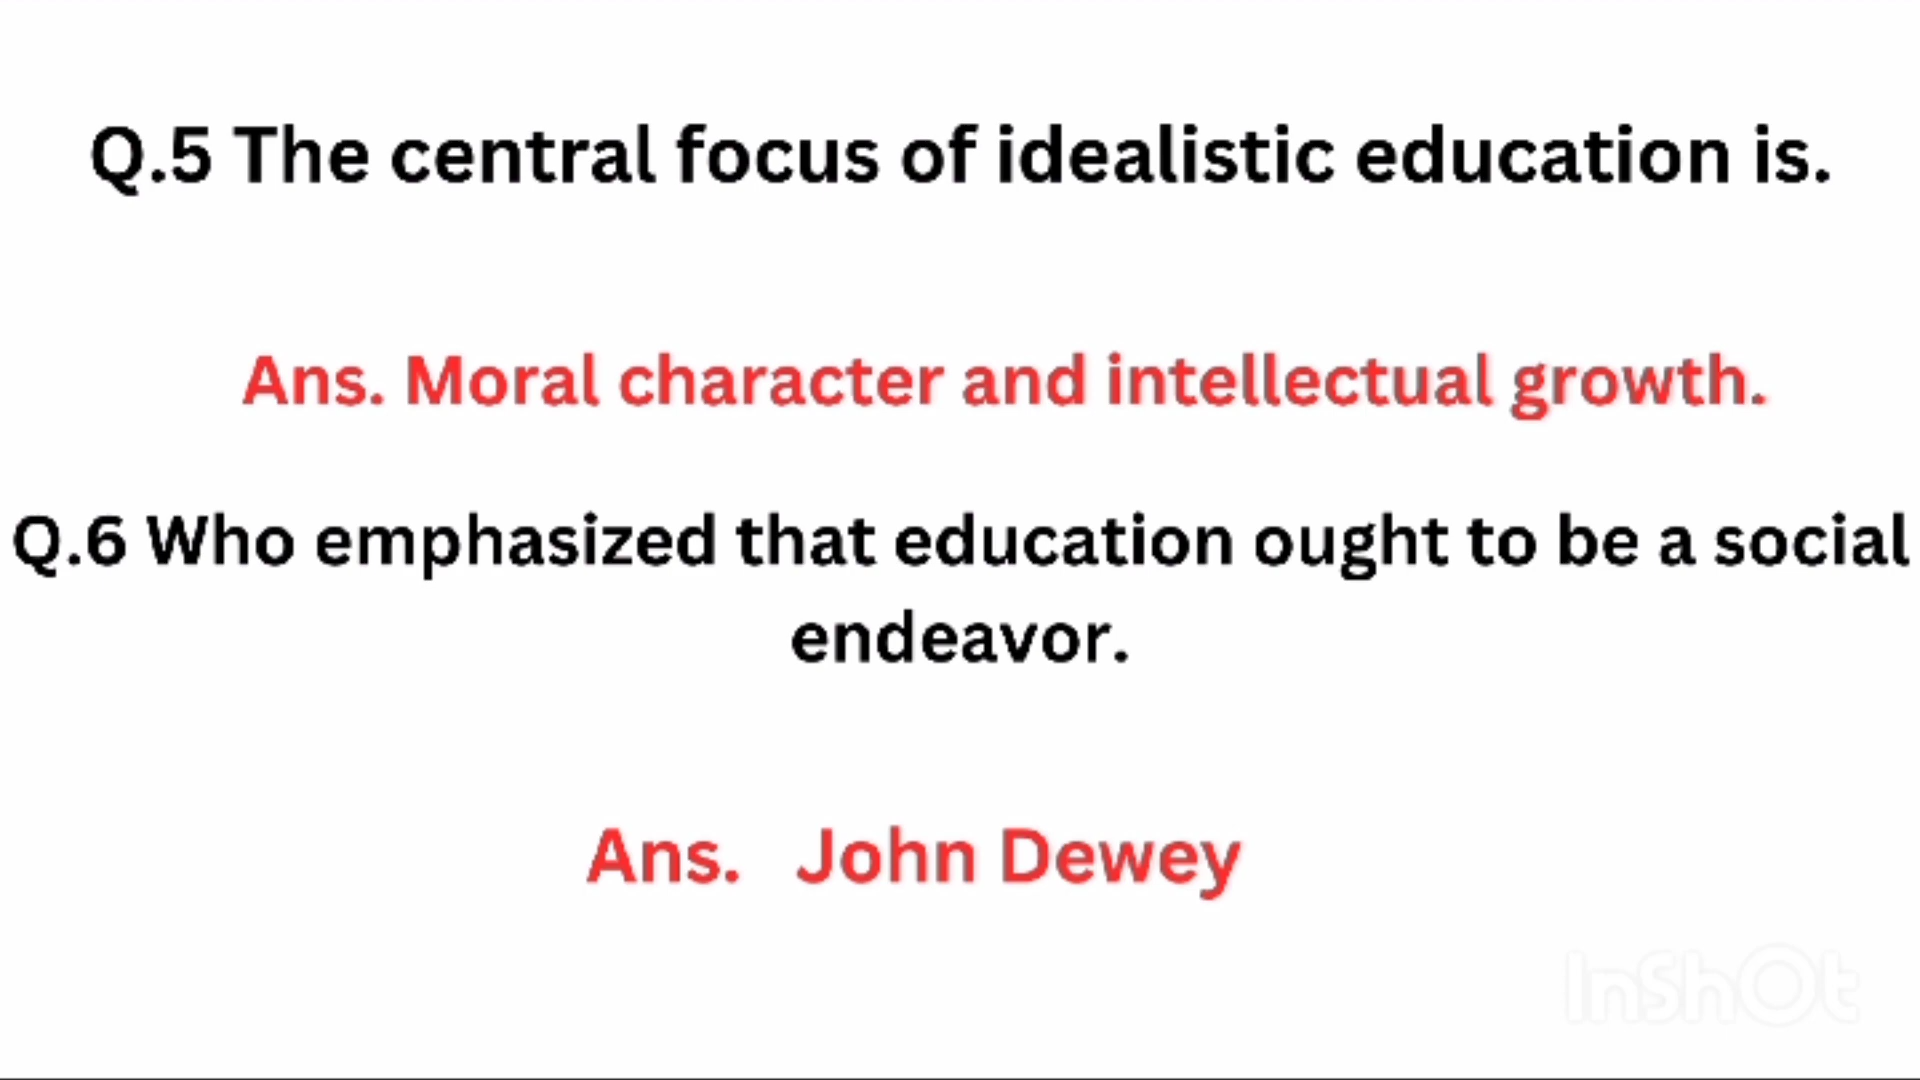 Q.5 The central focus of idealistic education is.
Ans. Moral character and intellectual growth.
Q.6 Who emphasized that education ought to be a social
endeavor.
Ans. John Dewey
InShOt